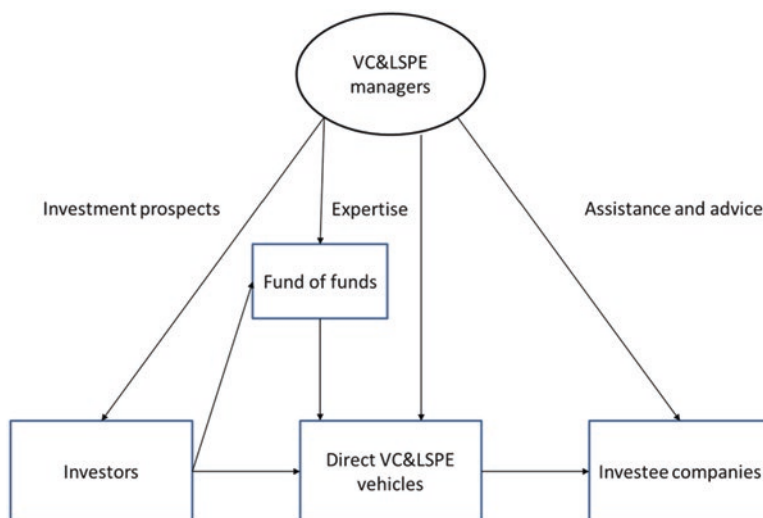 VC&LSPE
managers
Investment prospects
Expertise
Assistance and advice
Fund of funds
Investors
Direct VC&LSPE
vehicles
Investee companies